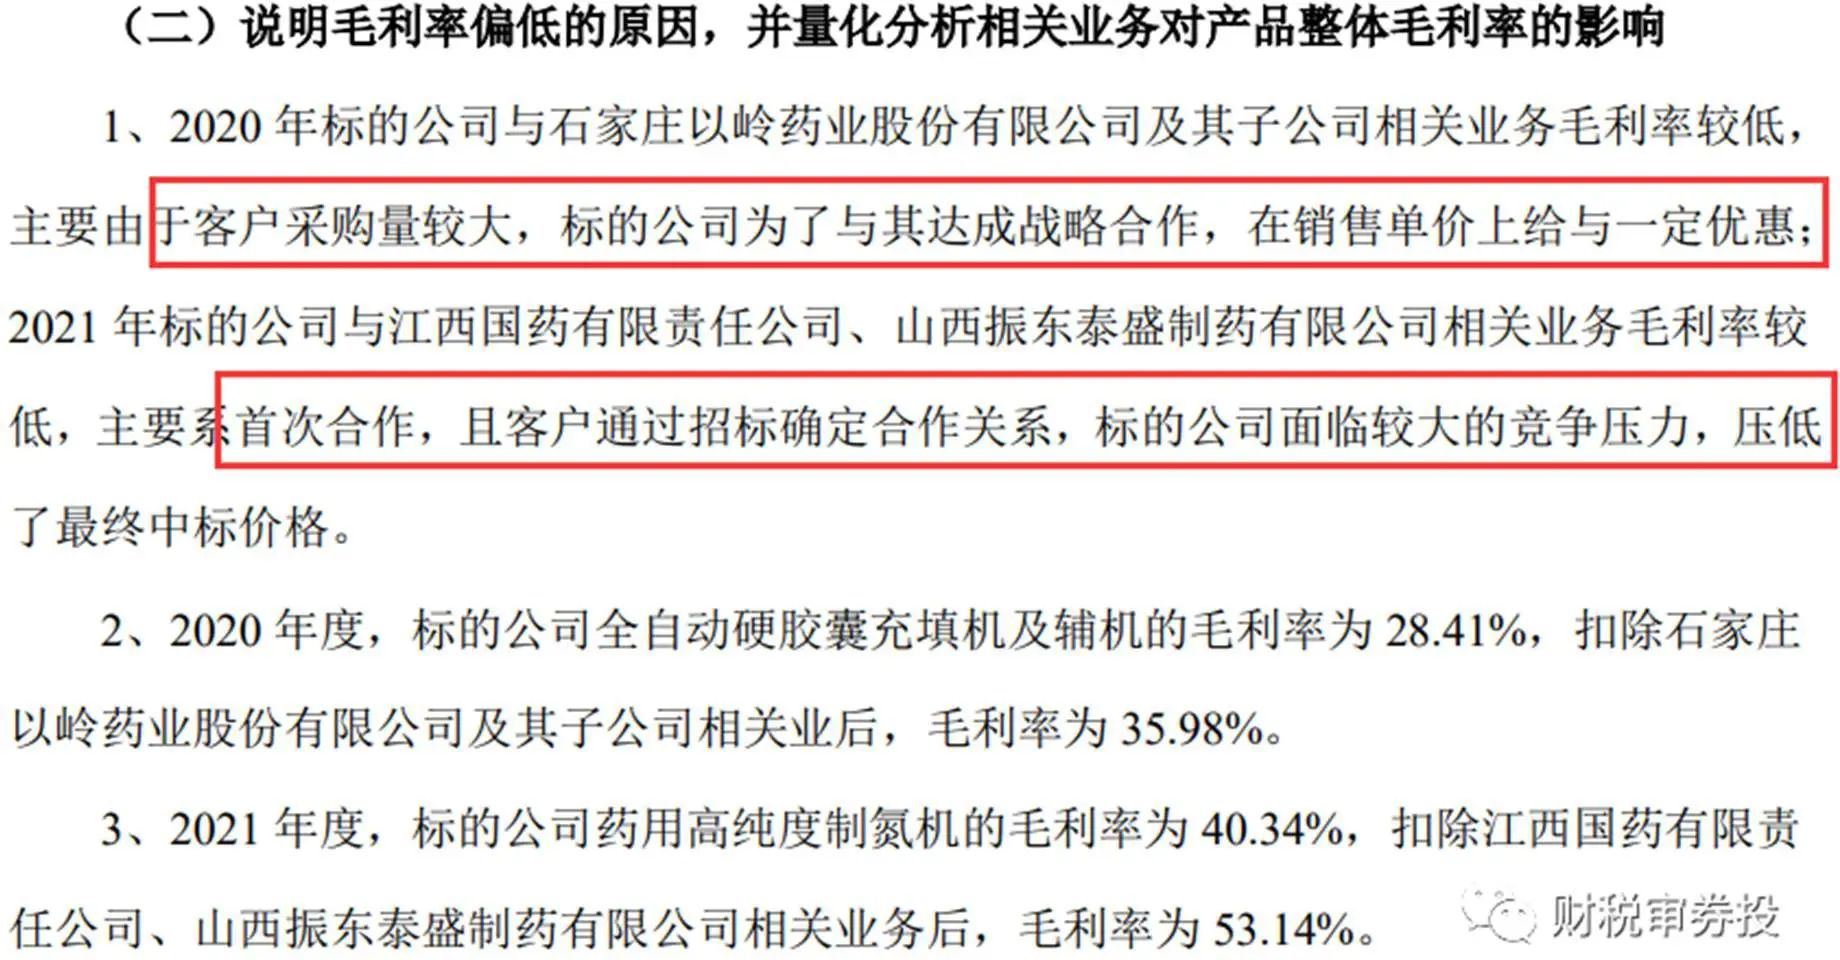 （二）说明毛利率偏低的原因，并量化分析相关业务对产品整体毛利率的影响
1、2020 年标的公司与石家庄以岭药业股份有限公司及其子公司相关业务毛利率较低，
主要由于客户采购量较大，标的公司为了与其达成战略合作，在销售单价上给与一定优惠；
2021 年标的公司与江西国药有限责任公司、山西振东泰盛制药有限公司相关业务毛利率较
低，主要系首次合作，且客户通过招标确定合作关系，标的公司面临较大的竞争压力，压低
了最终中标价格。
2、2020 年度，标的公司全自动硬胶囊充填机及辅机的毛利率为 28.41%，扣除石家庄
以岭药业股份有限公司及其子公司相关业后，毛利率为 35.98%。
3、2021 年度，标的公司药用高纯度制氮机的毛利率为 40.34%，扣除江西国药有限责
任公司、山西振东泰盛制药有限公司相关业务后，毛利率为 53.14%。
财税审券投